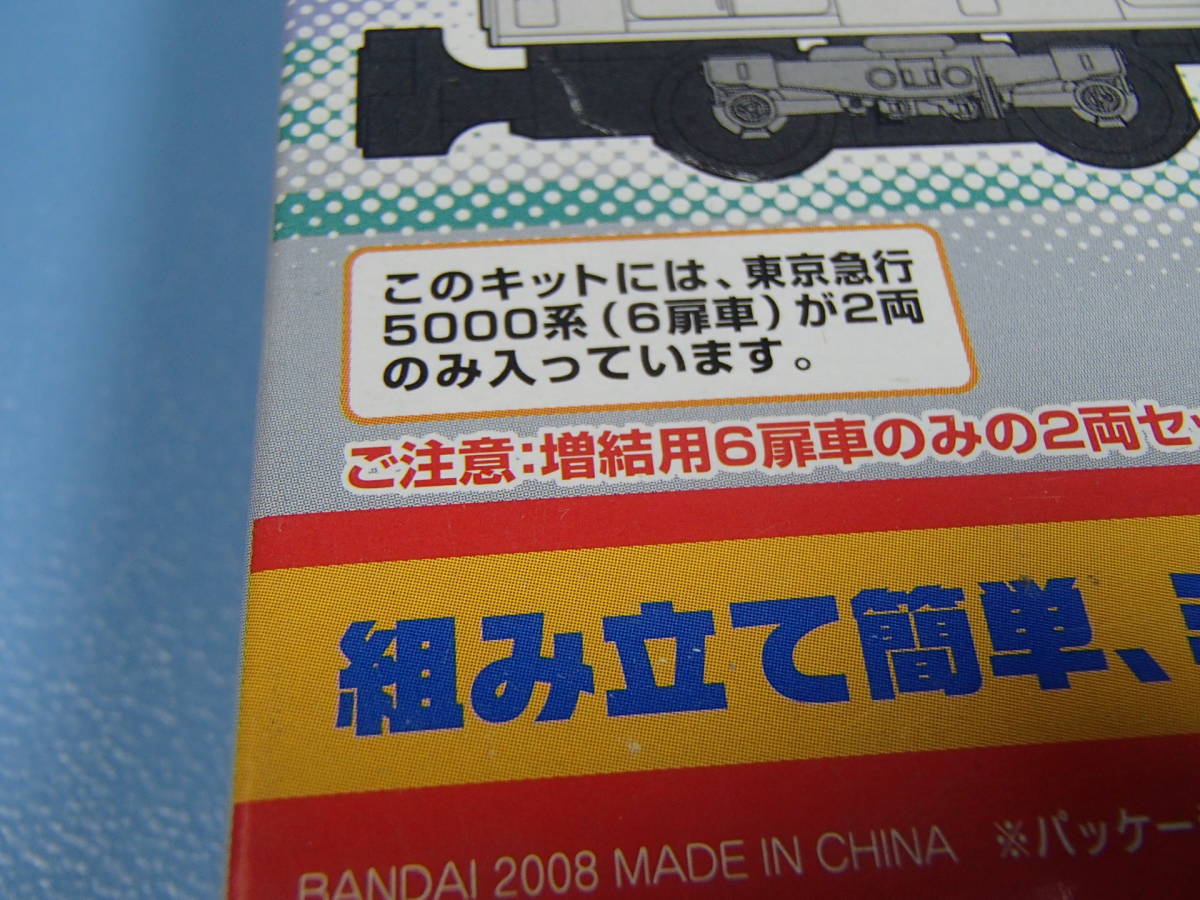 このキットには、東京急行
5000系（6扉車）が2両
のみ入っています。
ご注意:増結用6扉車のみの2両セッ
組み立て簡単、
BANDAI 2008 MADE IN CHINA ※パッケー